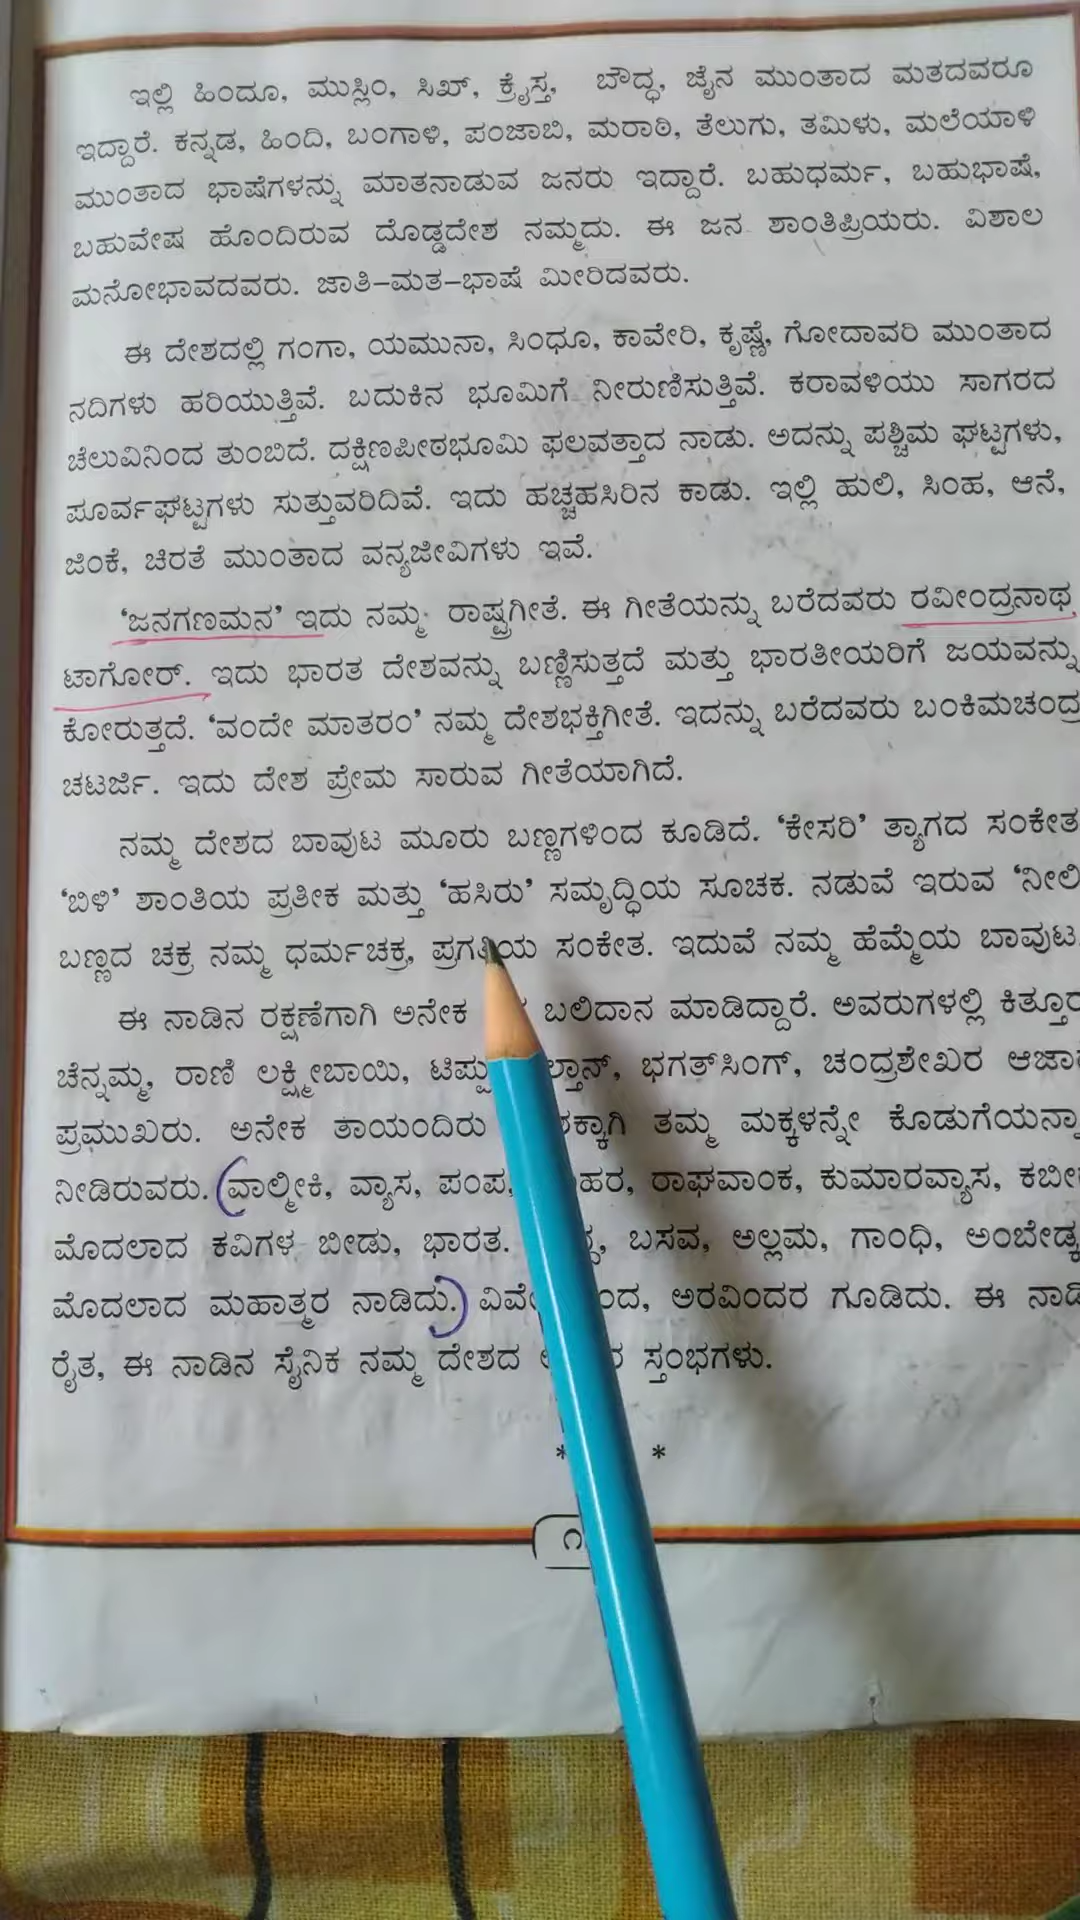 ಇಲ್ಲಿ ಹಿಂದೂ, ಮುಸ್ಲಿಂ, ಸಿಖ್, ಕ್ರೈಸ್ತ, ಬೌದ್ಧ, ಜೈನ ಮುಂತಾದ ಮತದವರೂ
ಇದ್ದಾರೆ. ಕನ್ನಡ, ಹಿಂದಿ, ಬಂಗಾಳಿ, ಪಂಜಾಬಿ, ಮರಾಠಿ, ತೆಲುಗು, ತಮಿಳು, ಮಲೆಯಾಳಿ
ಮುಂತಾದ ಭಾಷೆಗಳನ್ನು ಮಾತನಾಡುವ ಜನರು ಇದ್ದಾರೆ. ಬಹುಧರ್ಮ, ಬಹುಭಾಷೆ,
ಬಹುವೇಷ ಹೊಂದಿರುವ ದೊಡ್ಡದೇಶ ನಮ್ಮದು. ಈ ಜನ ಶಾಂತಿಪ್ರಿಯರು. ವಿಶಾಲ
ಮನೋಭಾವದವರು. ಜಾತಿ–ಮತ–ಭಾಷೆ ಮೀರಿದವರು.
ಈ ದೇಶದಲ್ಲಿ ಗಂಗಾ, ಯಮುನಾ, ಸಿಂಧೂ, ಕಾವೇರಿ, ಕೃಷ್ಣೆ, ಗೋದಾವರಿ ಮುಂತಾದ
ನದಿಗಳು ಹರಿಯುತ್ತಿವೆ. ಬದುಕಿನ ಭೂಮಿಗೆ ನೀರುಣಿಸುತ್ತಿವೆ. ಕರಾವಳಿಯು ಸಾಗರದ
ಚೆಲುವಿನಿಂದ ತುಂಬಿದೆ. ದಕ್ಷಿಣಪೀಠಭೂಮಿ ಫಲವತ್ತಾದ ನಾಡು. ಅದನ್ನು ಪಶ್ಚಿಮ ಘಟ್ಟಗಳು,
ಪೂರ್ವಘಟ್ಟಗಳು ಸುತ್ತುವರಿದಿವೆ. ಇದು ಹಚ್ಚಹಸಿರಿನ ಕಾಡು. ಇಲ್ಲಿ ಹುಲಿ, ಸಿಂಹ, ಆನೆ,
ಜಿಂಕೆ, ಚಿರತೆ ಮುಂತಾದ ವನ್ಯಜೀವಿಗಳು ಇವೆ.
‘ಜನಗಣಮನ’ ಇದು ನಮ್ಮ ರಾಷ್ಟ್ರಗೀತೆ. ಈ ಗೀತೆಯನ್ನು ಬರೆದವರು ರವೀಂದ್ರನಾಥ
ಟಾಗೋರ್. ಇದು ಭಾರತ ದೇಶವನ್ನು ಬಣ್ಣಿಸುತ್ತದೆ ಮತ್ತು ಭಾರತೀಯರಿಗೆ ಜಯವನ್ನು
ಕೋರುತ್ತದೆ. ‘ವಂದೇ ಮಾತರಂ’ ನಮ್ಮ ದೇಶಭಕ್ತಿಗೀತೆ. ಇದನ್ನು ಬರೆದವರು ಬಂಕಿಮಚಂದ್ರ
ಚಟರ್ಜಿ. ಇದು ದೇಶ ಪ್ರೇಮ ಸಾರುವ ಗೀತೆಯಾಗಿದೆ.
ನಮ್ಮ ದೇಶದ ಬಾವುಟ ಮೂರು ಬಣ್ಣಗಳಿಂದ ಕೂಡಿದೆ. ‘ಕೇಸರಿ’ ತ್ಯಾಗದ ಸಂಕೇತ
‘ಬಿಳಿ’ ಶಾಂತಿಯ ಪ್ರತೀಕ ಮತ್ತು ‘ಹಸಿರು’ ಸಮೃದ್ಧಿಯ ಸೂಚಕ. ನಡುವೆ ಇರುವ ‘ನೀಲಿ
ಬಣ್ಣದ ಚಕ್ರ ನಮ್ಮ ಧರ್ಮಚಕ್ರ, ಪ್ರಗತಿಯ ಸಂಕೇತ. ಇದುವೆ ನಮ್ಮ ಹೆಮ್ಮೆಯ ಬಾವುಟ.
ಈ ನಾಡಿನ ರಕ್ಷಣೆಗಾಗಿ ಅನೇಕ ಬಲಿದಾನ ಮಾಡಿದ್ದಾರೆ. ಅವರುಗಳಲ್ಲಿ ಕಿತ್ತೂರ
ಚೆನ್ನಮ್ಮ, ರಾಣಿ ಲಕ್ಷ್ಮೀಬಾಯಿ, ಟಿಪ್ಪು ಭಗತ್‌ಸಿಂಗ್, ಚಂದ್ರಶೇಖರ
ಪ್ರಮುಖರು. ಅನೇಕ ತಾಯಂದಿರು ತಮ್ಮ ಮಕ್ಕಳನ್ನೇ
ನೀಡಿರುವರು. (ವಾಲ್ಮೀಕಿ, ವ್ಯಾಸ, ಪಂಪ, ರಾಘವಾಂಕ, ಕುಮಾರವ್ಯಾಸ,
ಮೊದಲಾದ ಕವಿಗಳ ಬೀಡು, ಭಾರತ. ಬಸವ, ಅಲ್ಲಮ, ಗಾಂಧಿ,
ಮೊದಲಾದ ಮಹಾತ್ಮರ ನಾಡಿದು.) ಅರವಿಂದರ ಗೂಡಿದು. ಈ
ರೈತ, ಈ ನಾಡಿನ ಸೈನಿಕ ನಮ್ಮ ದೇಶದ ಸ್ತಂಭಗಳು.
* *